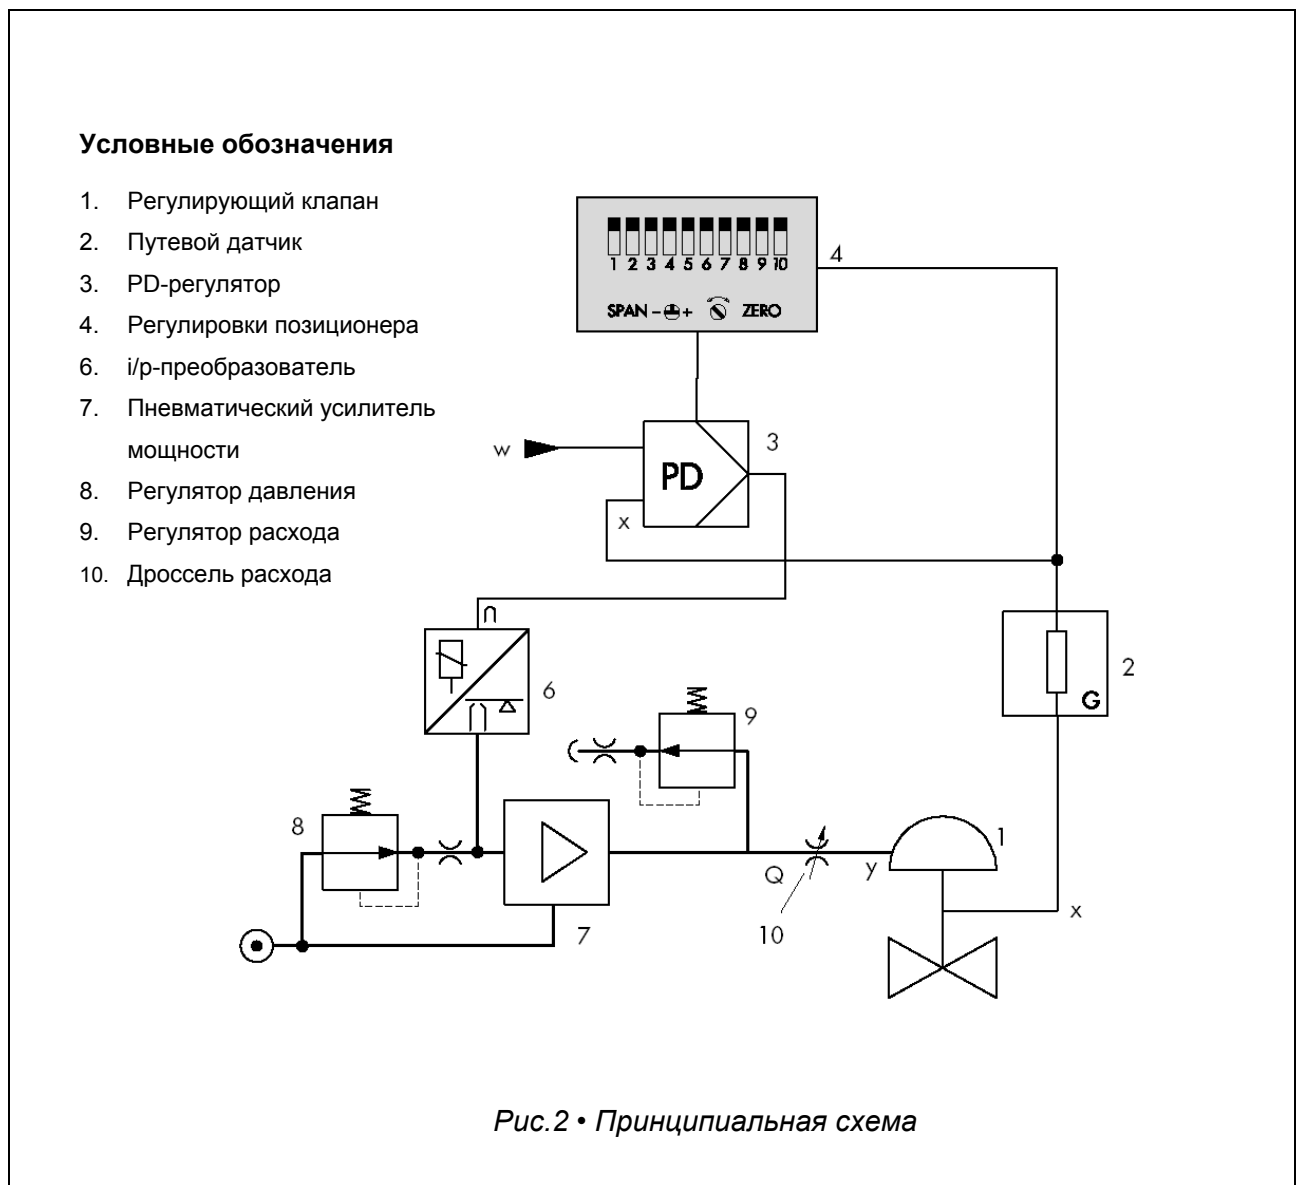 Условные обозначения
1. Регулирующий клапан
2. Путевой датчик
3. PD-регулятор
4. Регулировки позиционера
6. i/p-преобразователь
7. Пневматический усилитель
мощности
8. Регулятор давления
9. Регулятор расхода
10. Дроссель расхода
1 2 3 4 5 6 7 8 9 10
SPAN - + ZERO
4
w
PD
3
x
2
G
6
9
8
7
Q
10
y
1
x
Рис.2 • Принципиальная схема